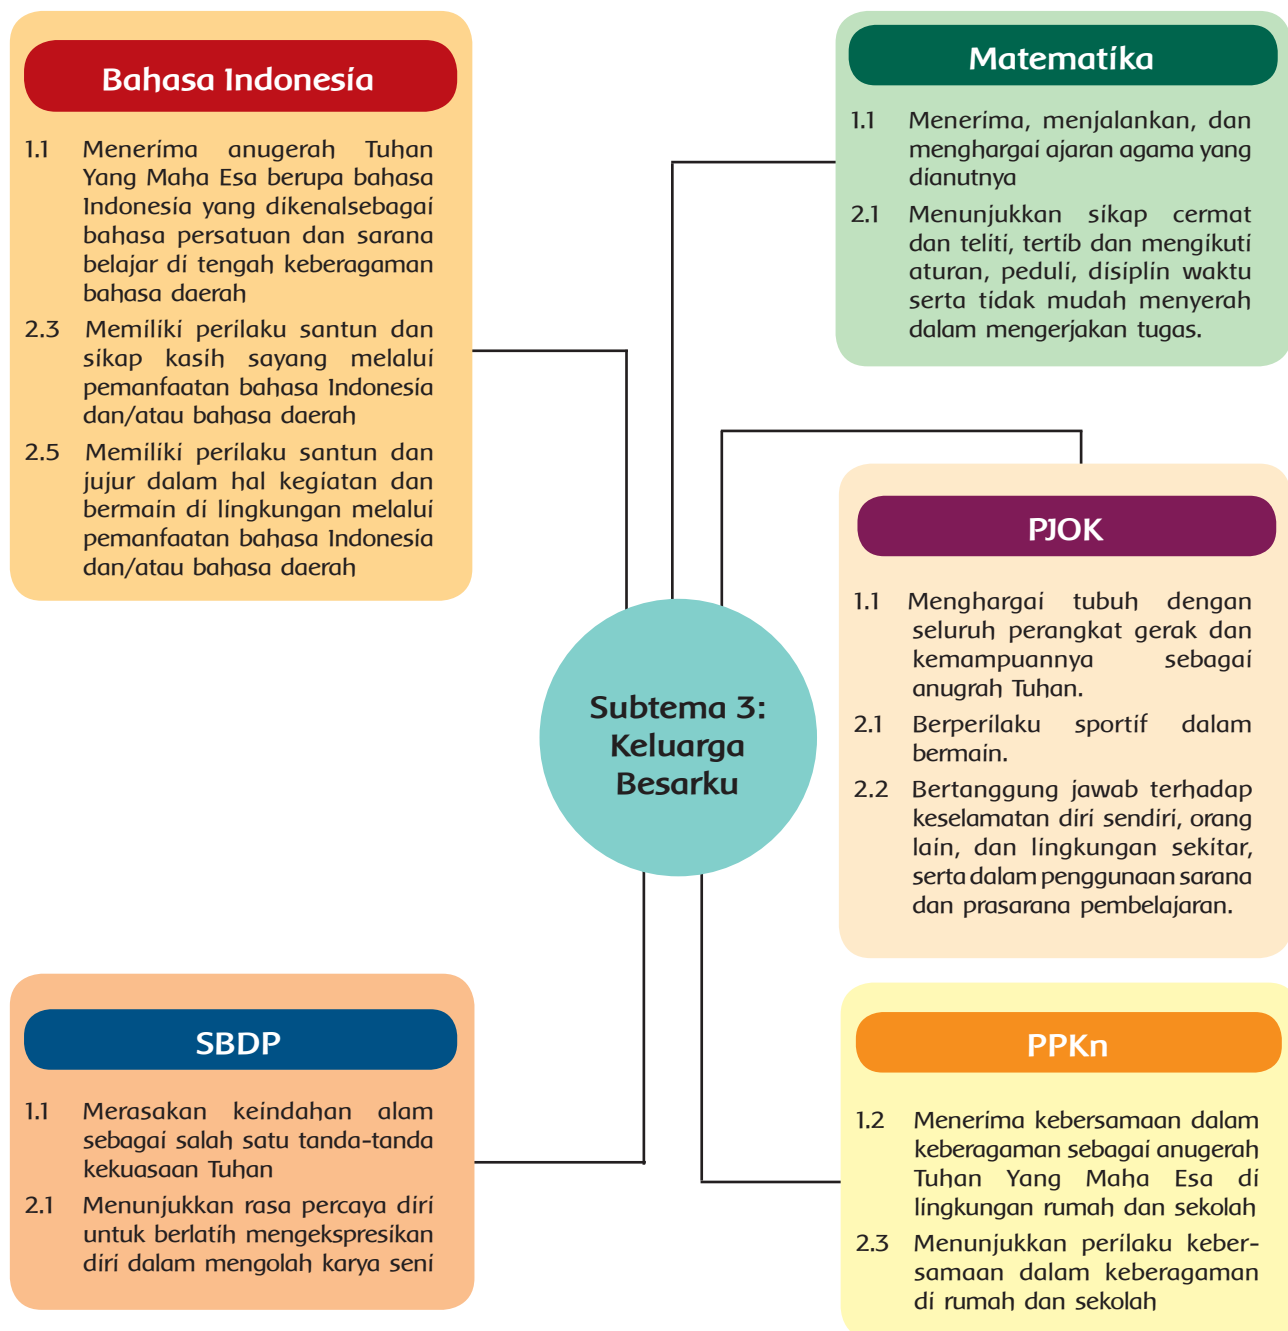 Bahasa Indonesia
1.1 Menerima anugerah Tuhan
Yang Maha Esa berupa bahasa
Indonesia yang dikenalsebagai
bahasa persatuan dan sarana
belajar di tengah keberagaman
bahasa daerah
2.3 Memiliki perilaku santun dan
sikap kasih sayang melalui
pemanfaatan bahasa Indonesia
dan/atau bahasa daerah
2.5 Memiliki perilaku santun dan
jujur dalam hal kegiatan dan
bermain di lingkungan melalui
pemanfaatan bahasa Indonesia
dan/atau bahasa daerah
Matematika
1.1 Menerima, menjalankan, dan
menghargai ajaran agama yang
dianutnya
2.1 Menunjukkan sikap cermat
dan teliti, tertib dan mengikuti
aturan, peduli, disiplin waktu
serta tidak mudah menyerah
dalam mengerjakan tugas.
PJOK
1.1 Menghargai tubuh dengan
seluruh perangkat gerak dan
kemampuannya sebagai
anugrah Tuhan.
2.1 Berperilaku sportif dalam
bermain.
2.2 Bertanggung jawab terhadap
keselamatan diri sendiri, orang
lain, dan lingkungan sekitar,
serta dalam penggunaan sarana
dan prasarana pembelajaran.
Subtema 3:
Keluarga
Besarku
SBDP
1.1 Merasakan keindahan alam
sebagai salah satu tanda-tanda
kekuasaan Tuhan
2.1 Menunjukkan rasa percaya diri
untuk berlatih mengekspresikan
diri dalam mengolah karya seni
PPKn
1.2 Menerima kebersamaan dalam
keberagaman sebagai anugerah
Tuhan Yang Maha Esa di
lingkungan rumah dan sekolah
2.3 Menunjukkan perilaku keber-
samaan dalam keberagaman
di rumah dan sekolah